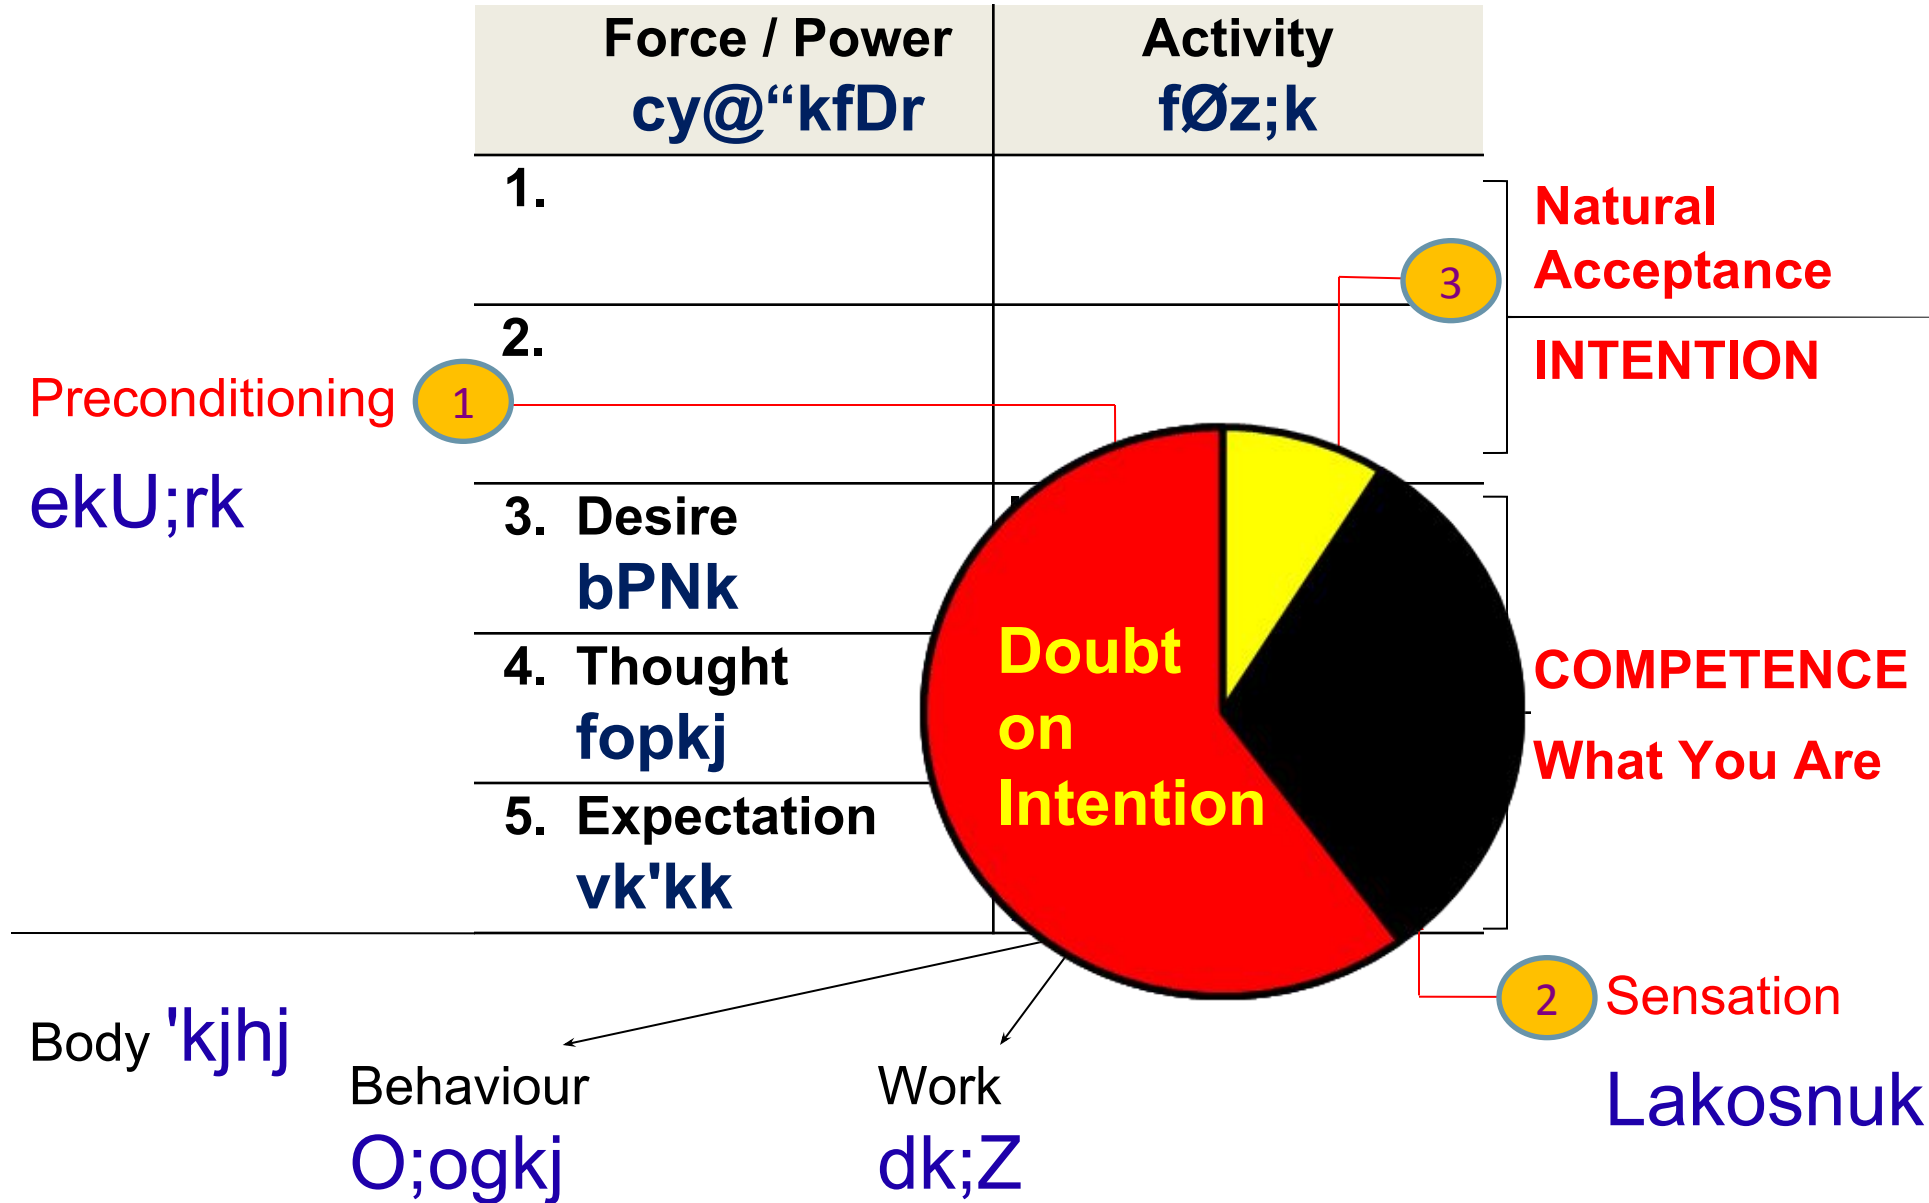 Force / Power
cy@“kfDr
Activity
fØz;k
1.
2.
3. Desire
bPNk
4. Thought
fopkj
5. Expectation
vk'kk
Natural
Acceptance
INTENTION
3
Preconditioning 1
ekU;rk
Doubt
on
Intention
COMPETENCE
What You Are
2 Sensation
Lakosnuk
Body 'kjhj
Behaviour
O;ogkj
Work
dk;Z